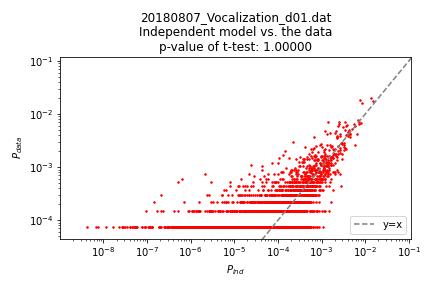 20180807_Vocalization_d01.dat
Independent model vs. the data
p-value of t-test: 1.00000
10⁻¹
10⁻²
10⁻³
10⁻⁴
P_data
y=x
10⁻⁸ 10⁻⁷ 10⁻⁶ 10⁻⁵ 10⁻⁴ 10⁻³ 10⁻² 10⁻¹
P_ind